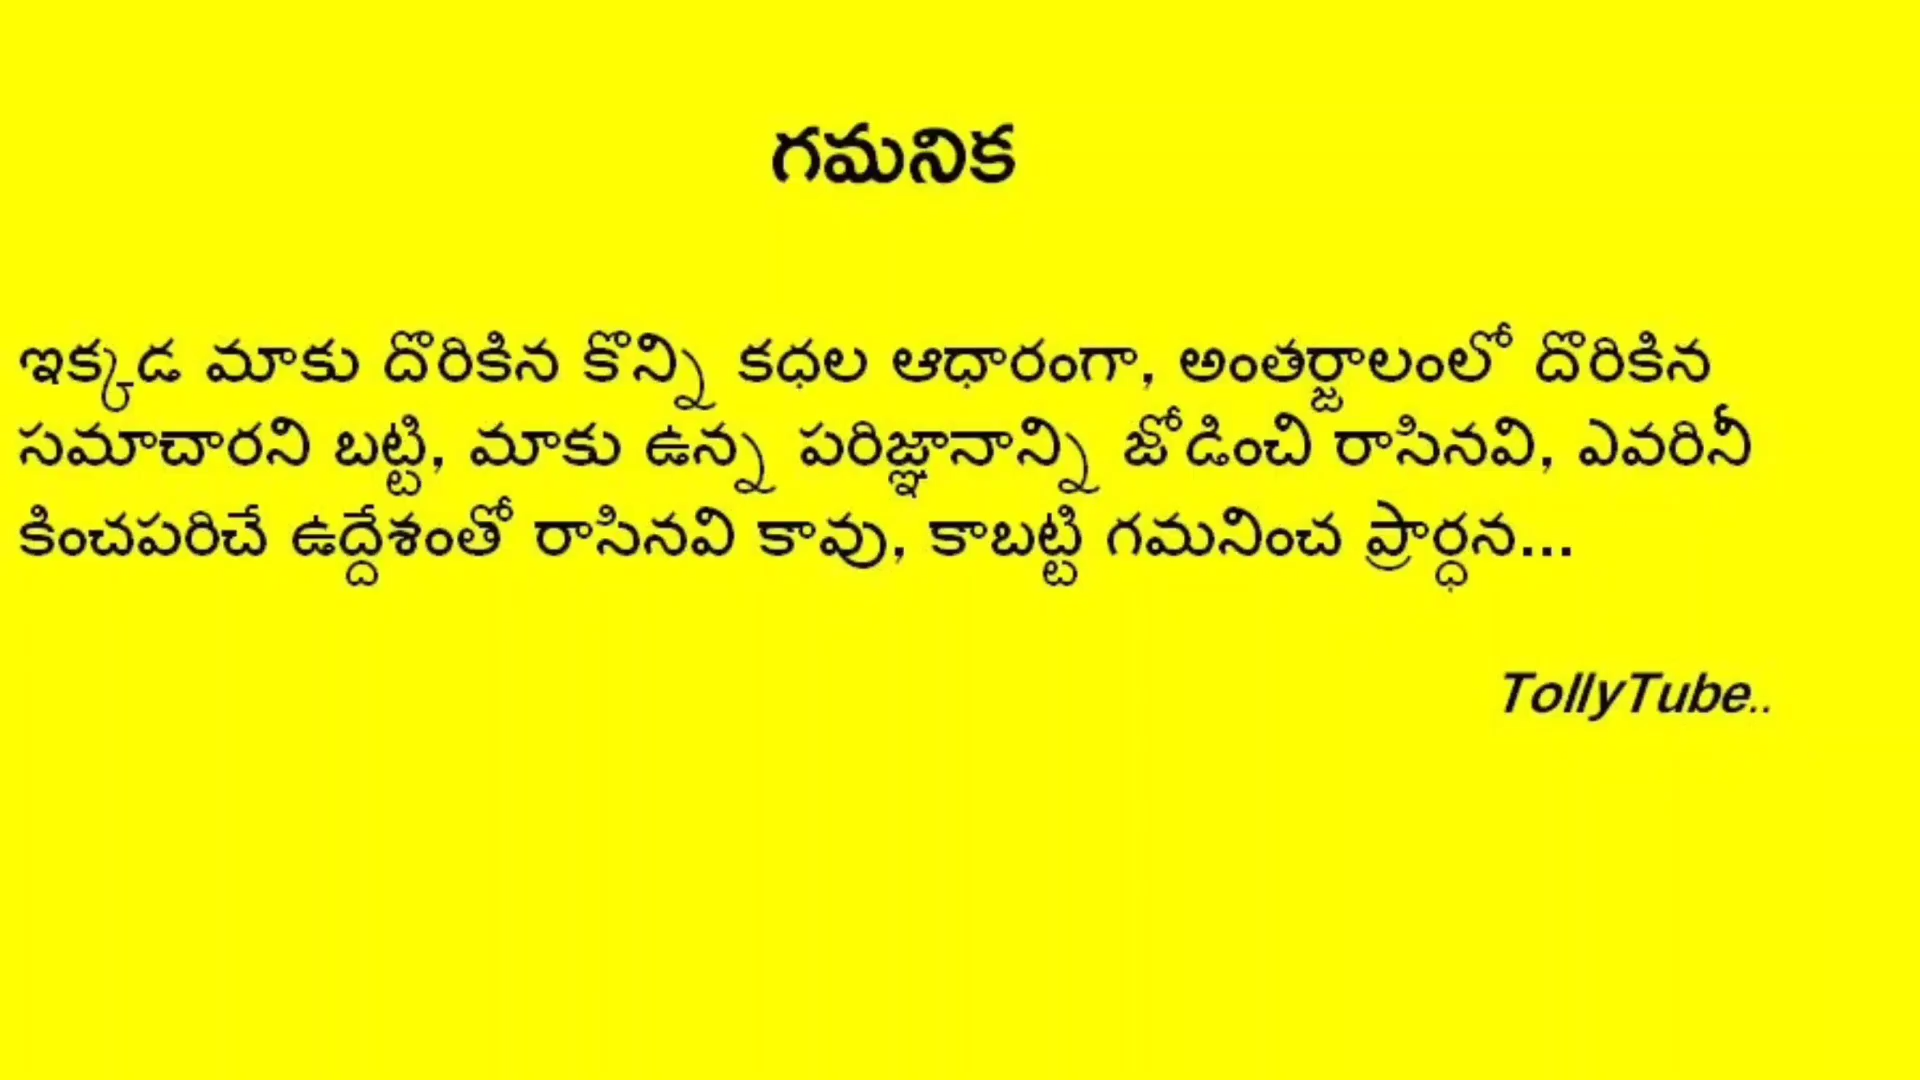 గమనిక
ఇక్కడ మాకు దొరికిన కొన్ని కధల ఆధారంగా, అంతర్జాలంలో దొరికిన
సమాచారని బట్టి, మాకు ఉన్న పరిజ్ఞానాన్ని జోడించి రాసినవి, ఎవరినీ
కించపరిచే ఉద్దేశంతో రాసినవి కావు, కాబట్టి గమనించ ప్రార్ధన...
TollyTube..